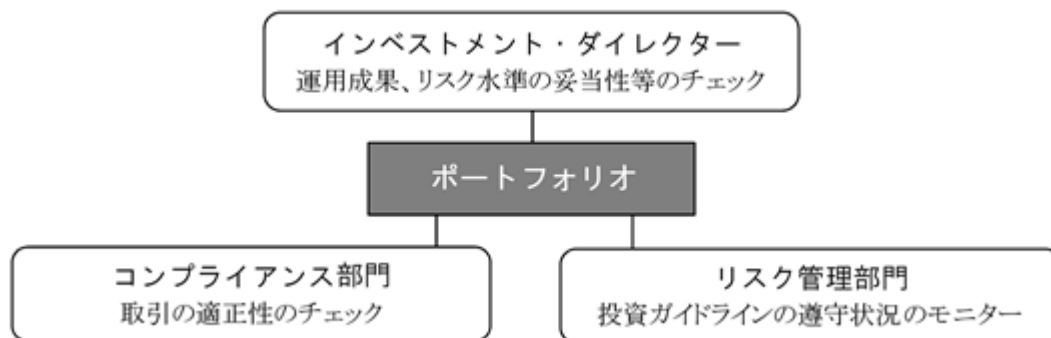 インベストメント・ダイレクター
運用成果、リスク水準の妥当性等のチェック
ポートフォリオ
コンプライアンス部門
取引の適正性のチェック
リスク管理部門
投資ガイドラインの遵守状況のモニター